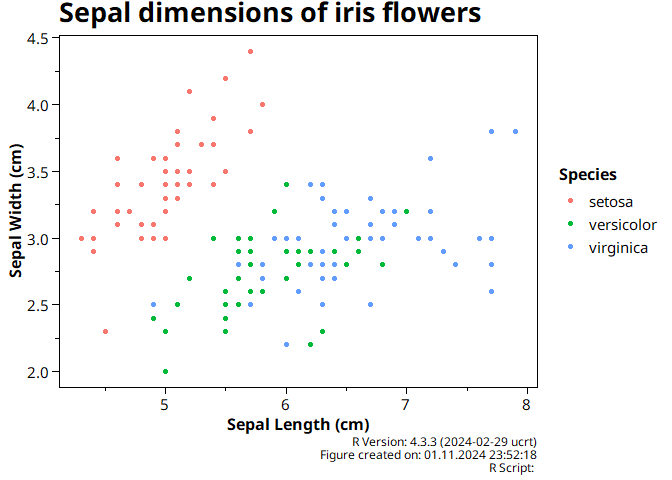 Sepal dimensions of iris flowers
Sepal Width (cm)
4.5
4.0
3.5
3.0
2.5
2.0
5 6 7 8
Sepal Length (cm)
Species
setosa
versicolor
virginica
R Version: 4.3.3 (2024-02-29 ucrt)
Figure created on: 01.11.2024 23:52:18
R Script: